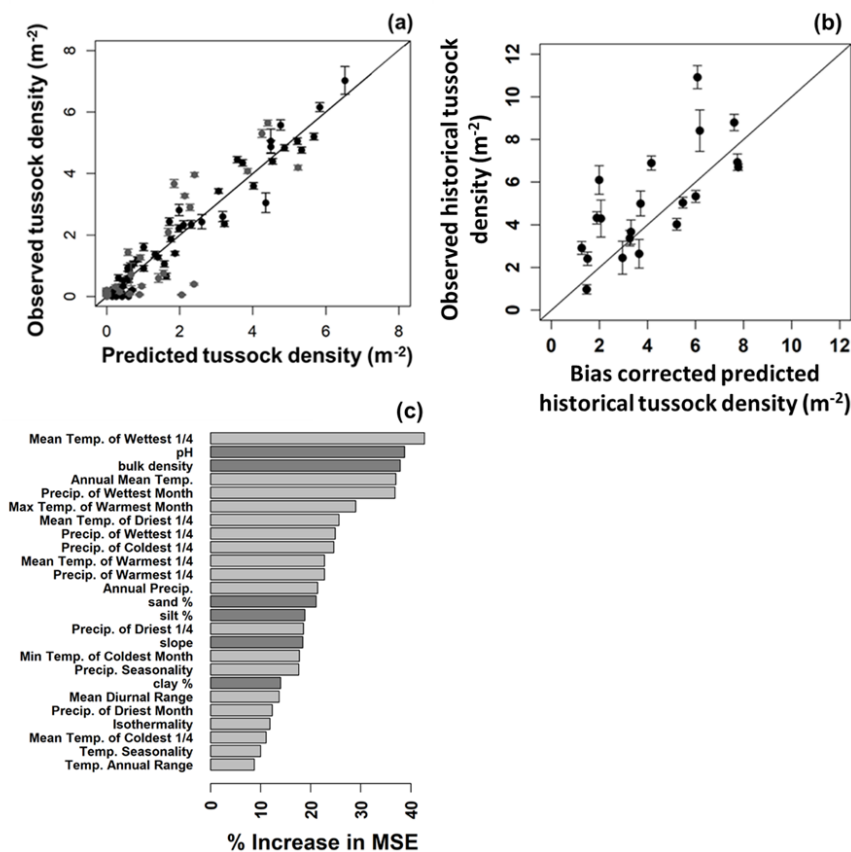 (a)
Observed tussock density (m-2)
8
6
4
2
0
0 2 4 6 8
Predicted tussock density (m-2)
(b)
Observed historical tussock
density (m-2)
12
10
8
6
4
2
0
0 2 4 6 8 10 12
Bias corrected predicted
historical tussock density (m-2)
(c)
Mean Temp. of Wettest 1/4
pH
bulk density
Annual Mean Temp.
Precip. of Wettest Month
Max Temp. of Warmest Month
Mean Temp. of Driest 1/4
Precip. of Wettest 1/4
Precip. of Coldest 1/4
Mean Temp. of Warmest 1/4
Precip. of Warmest 1/4
Annual Precip.
sand %
silt %
Precip. of Driest 1/4
slope
Min Temp. of Coldest Month
Precip. Seasonality
clay %
Mean Diurnal Range
Precip. of Driest Month
Isothermality
Mean Temp. of Coldest 1/4
Temp. Seasonality
Temp. Annual Range
0 10 20 30 40
% Increase in MSE